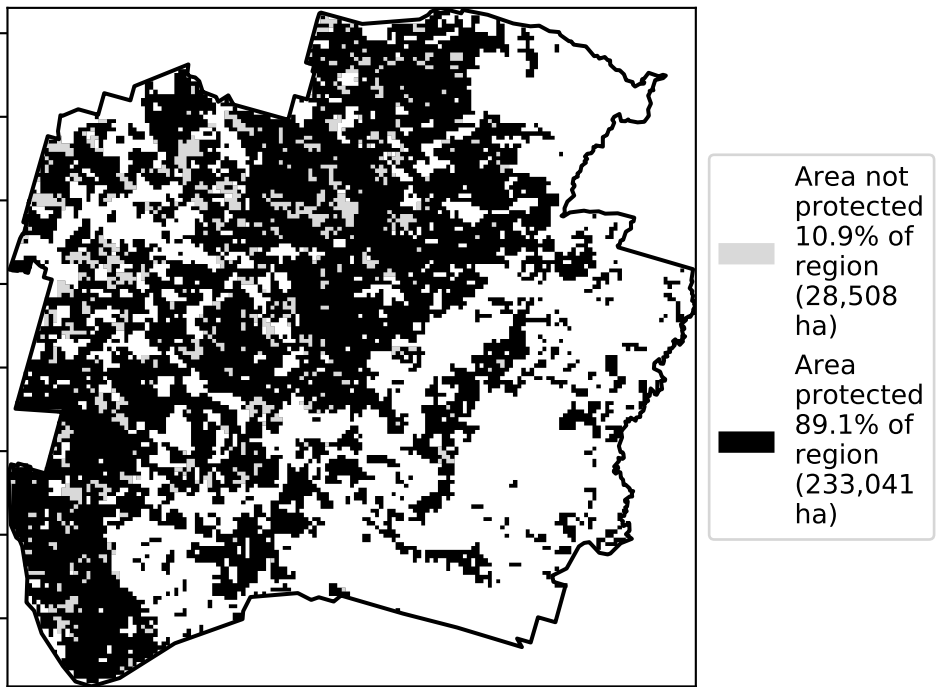 Area not
protected
10.9% of
region
(28,508
ha)
Area
protected
89.1% of
region
(233,041
ha)